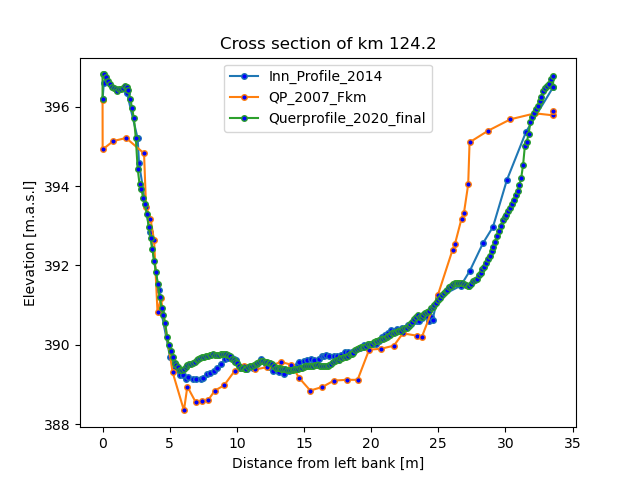 Cross section of km 124.2
Inn_Profile_2014
QP_2007_Fkm
Querprofile_2020_final
Elevation [m.a.s.l]
396
394
392
390
388
0 5 10 15 20 25 30 35
Distance from left bank [m]